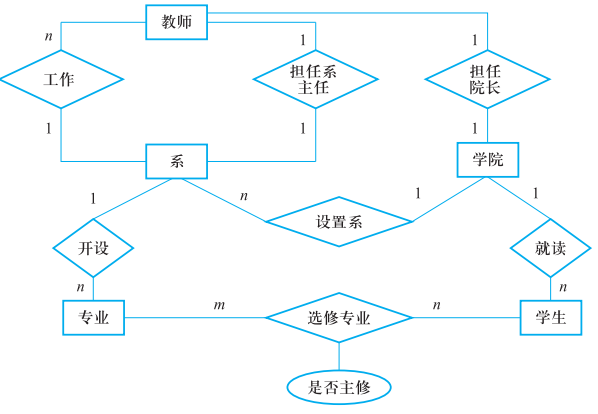 教师
n
1
1
工作
担任系
主任
担任
院长
1
1
1
系
学院
1
n
1
1
设置系
开设
就读
n
n
专业
m
选修专业
n
学生
是否主修